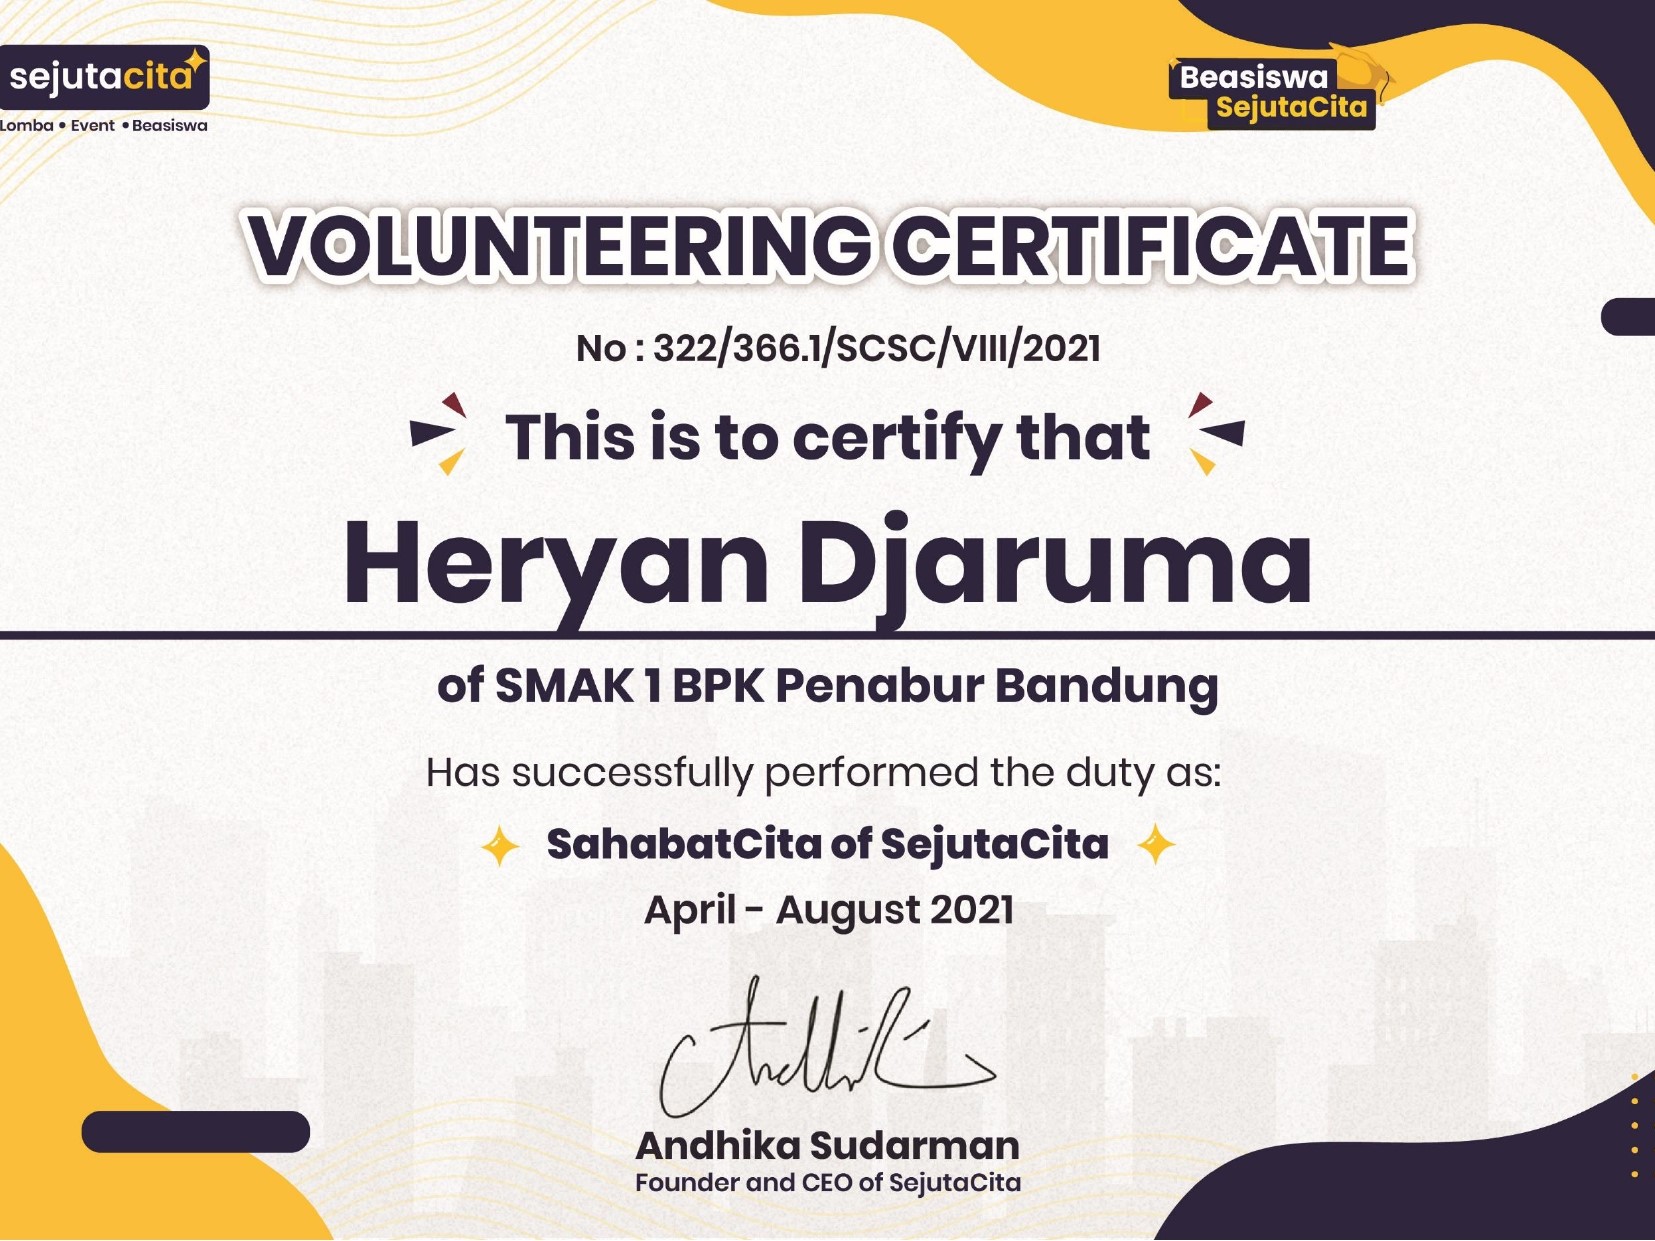 sejutacita
Lomba • Event • Beasiswa
Beasiswa
SejutaCita
VOLUNTEERING CERTIFICATE
No : 322/366.1/SCSC/VIII/2021
This is to certify that
Heryan Djaruma
of SMAK 1 BPK Penabur Bandung
Has successfully performed the duty as:
SahabatCita of SejutaCita
April - August 2021
Andhika Sudarman
Founder and CEO of SejutaCita